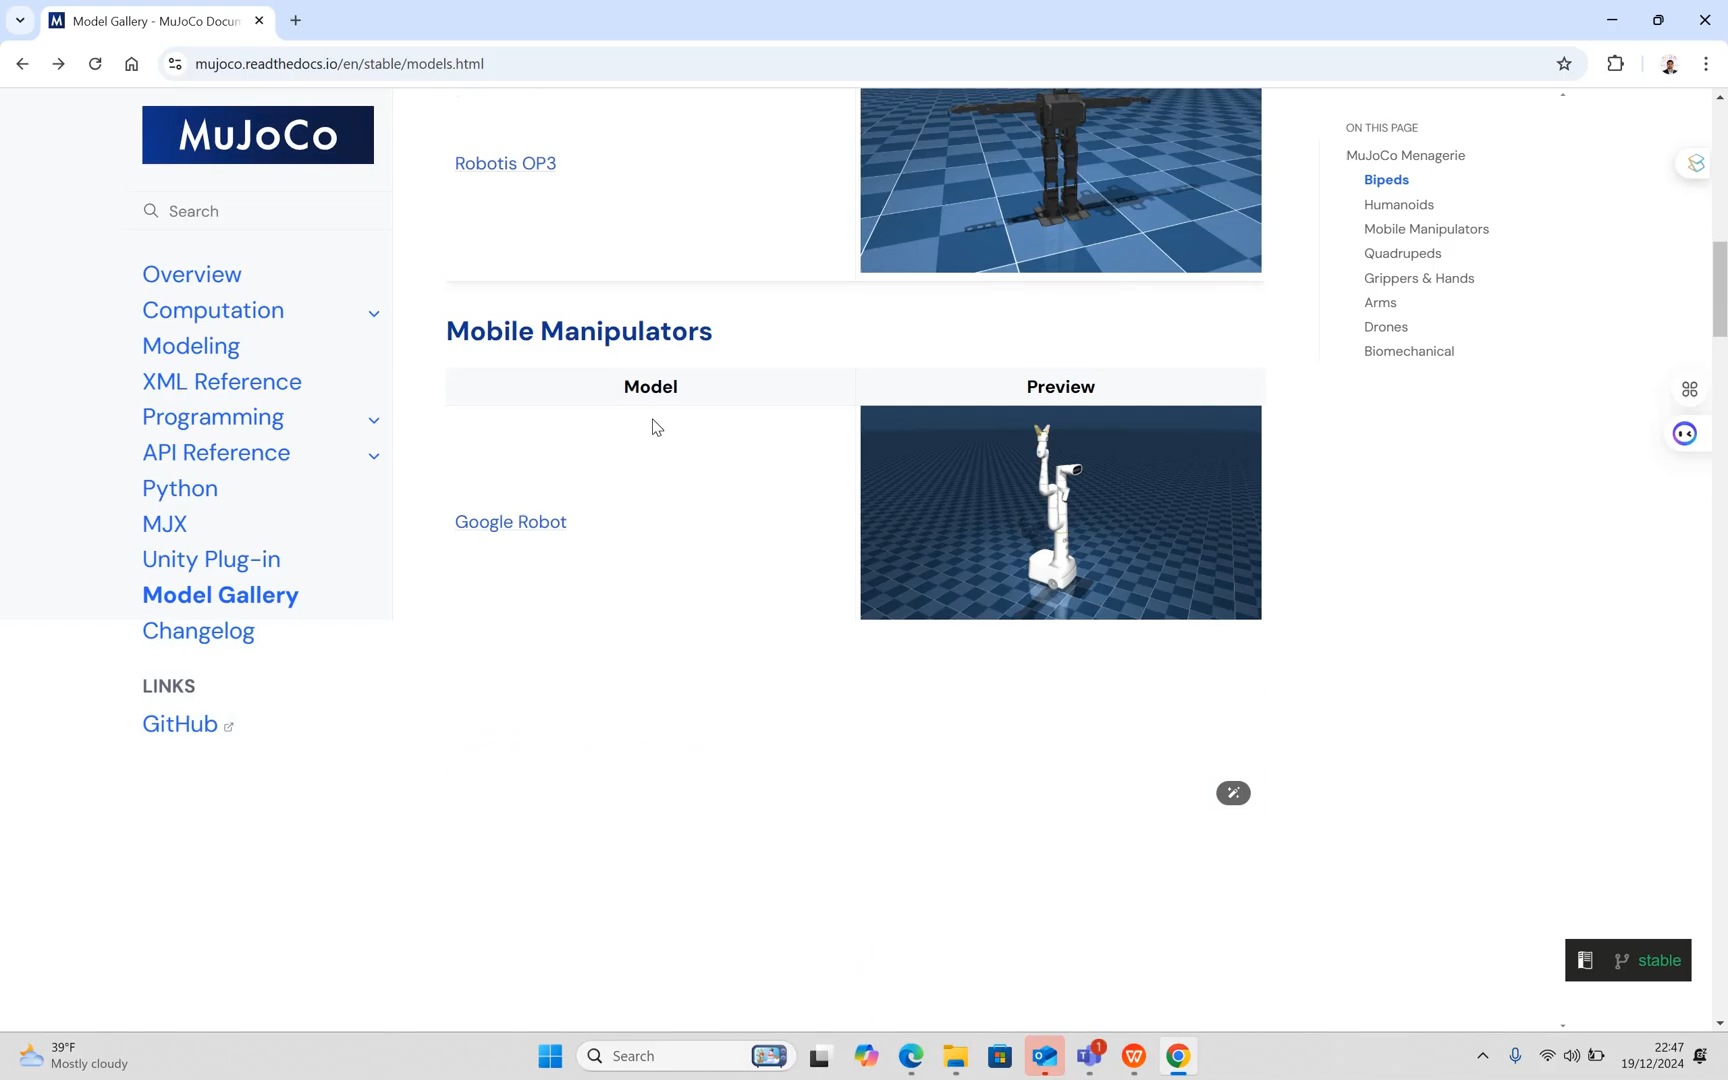 Model Gallery - MuJoCo Docum
mujoco.readthedocs.io/en/stable/models.html
MuJoCo
Search
Overview
Computation
Modeling
XML Reference
Programming
API Reference
Python
MJX
Unity Plug-in
Model Gallery
Changelog
LINKS
GitHub
Robotis OP3
Mobile Manipulators
Model Preview
Google Robot
ON THIS PAGE
MuJoCo Menagerie
Bipeds
Humanoids
Mobile Manipulators
Quadrupeds
Grippers & Hands
Arms
Drones
Biomechanical
stable
39°F
Mostly cloudy
Search
1
22:47
19/12/2024